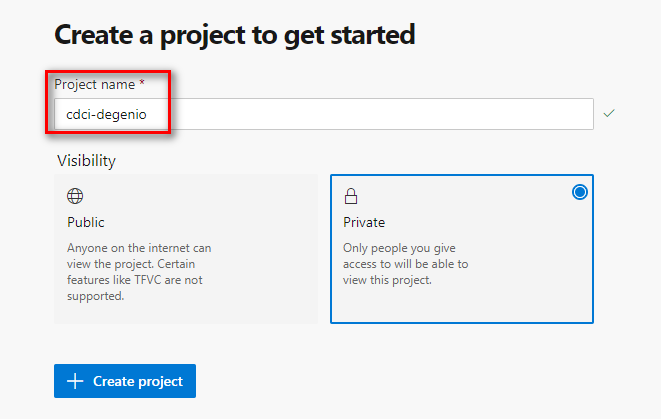 Create a project to get started
Project name *
cdci-degenio
Visibility
Public
Anyone on the internet can
view the project. Certain
features like TFVC are not
supported.
Private
Only people you give
access to will be able to
view this project.
Create project